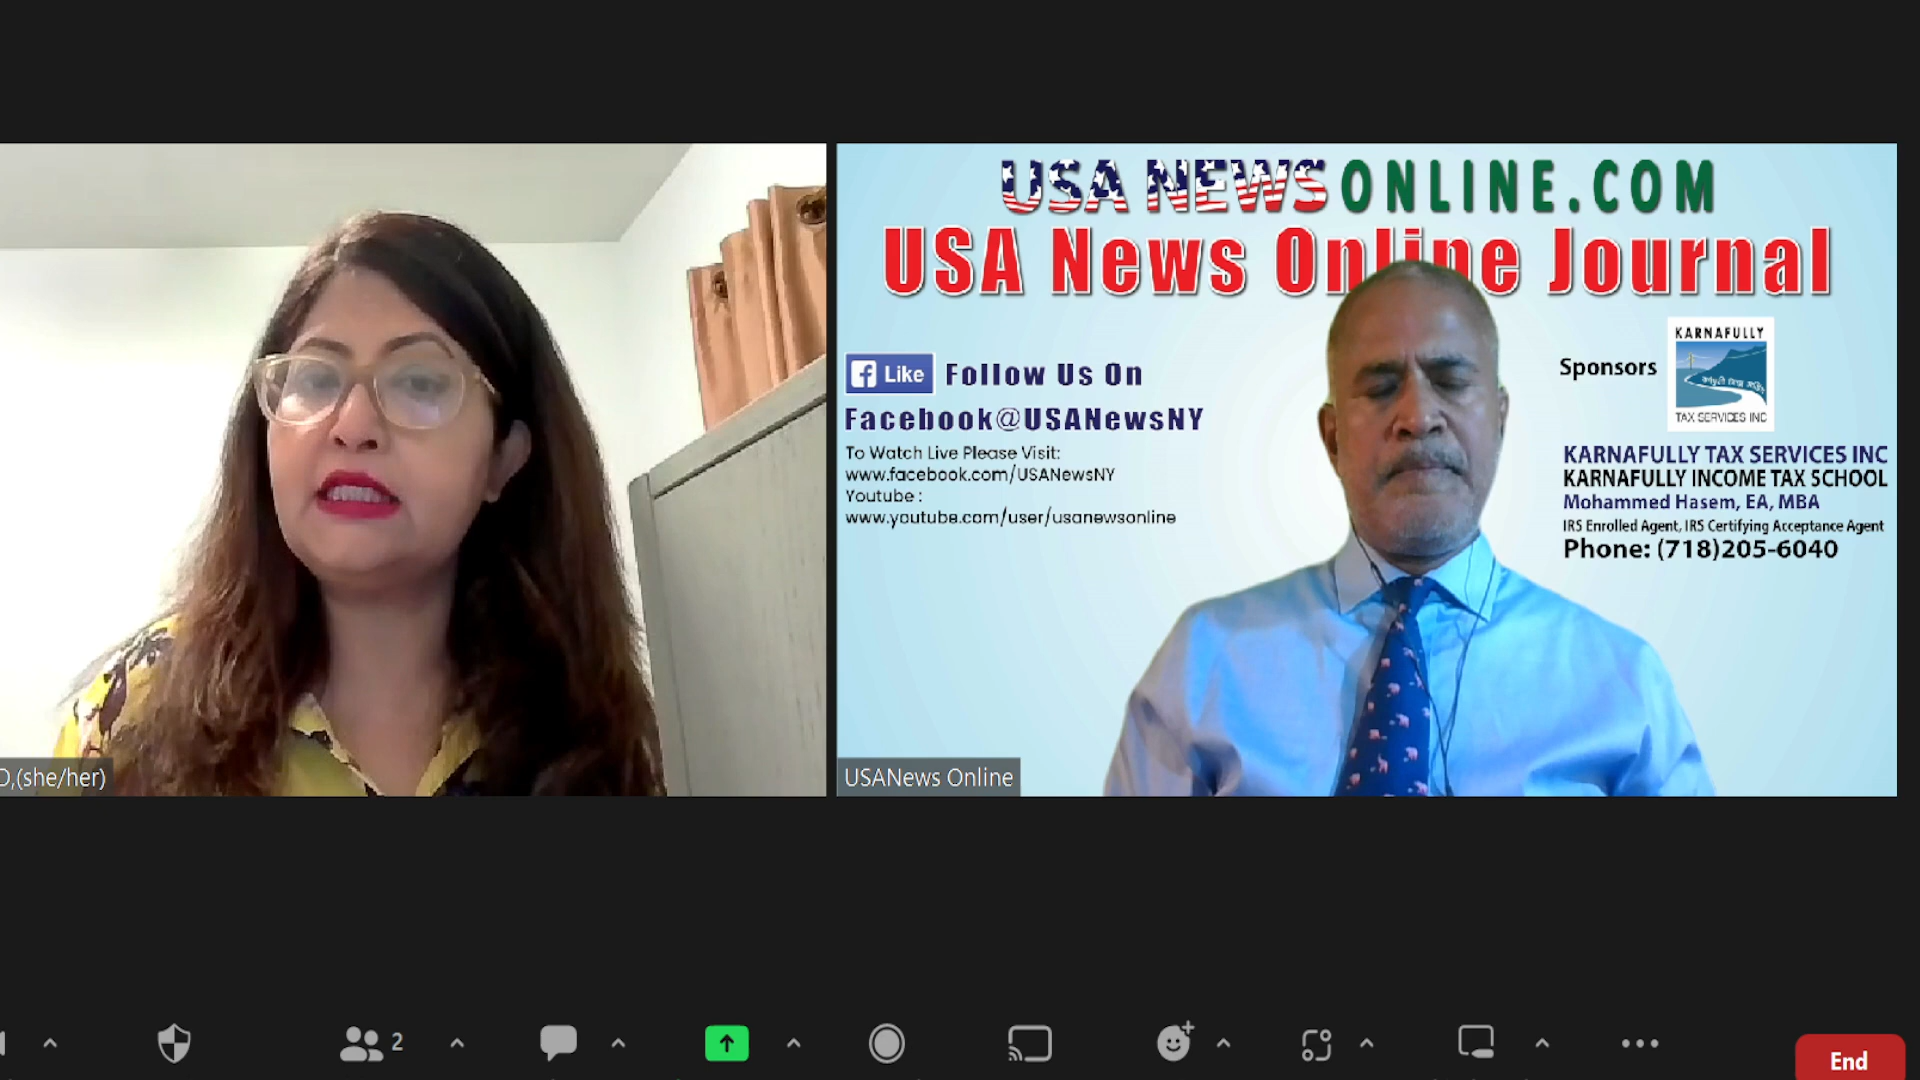 USA NEWS ONLINE.COM
USA News Online Journal
Like Follow Us On
Facebook@USANewsNY
To Watch Live Please Visit:
www.facebook.com/USANewsNY
Youtube :
www.youtube.com/user/usanewsonline
Sponsors
KARNAFULLY
TAX SERVICES INC
KARNAFULLY TAX SERVICES INC
KARNAFULLY INCOME TAX SCHOOL
Mohammed Hasem, EA, MBA
IRS Enrolled Agent, IRS Certifying Acceptance Agent
Phone: (718)205-6040
,(she/her)
USANews Online
2
End